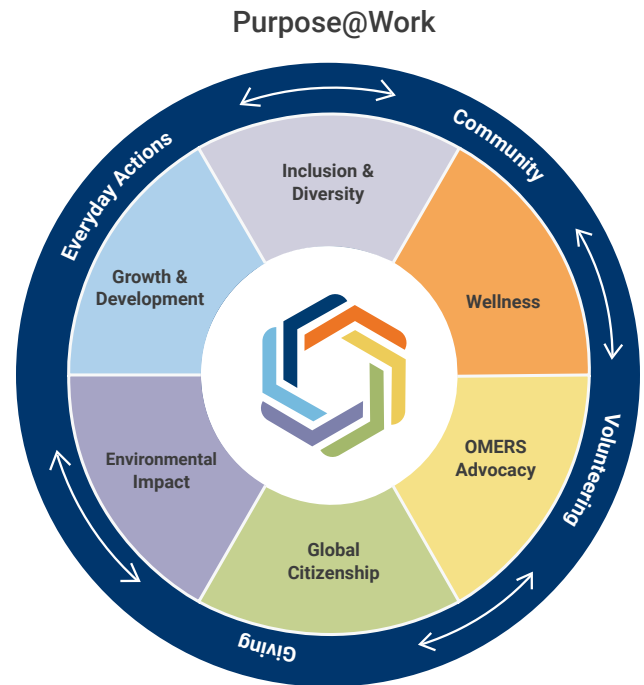 Purpose@Work
Everyday Actions
Community
Volunteering
Giving
Inclusion &
Diversity
Wellness
OMERS
Advocacy
Global
Citizenship
Environmental
Impact
Growth &
Development